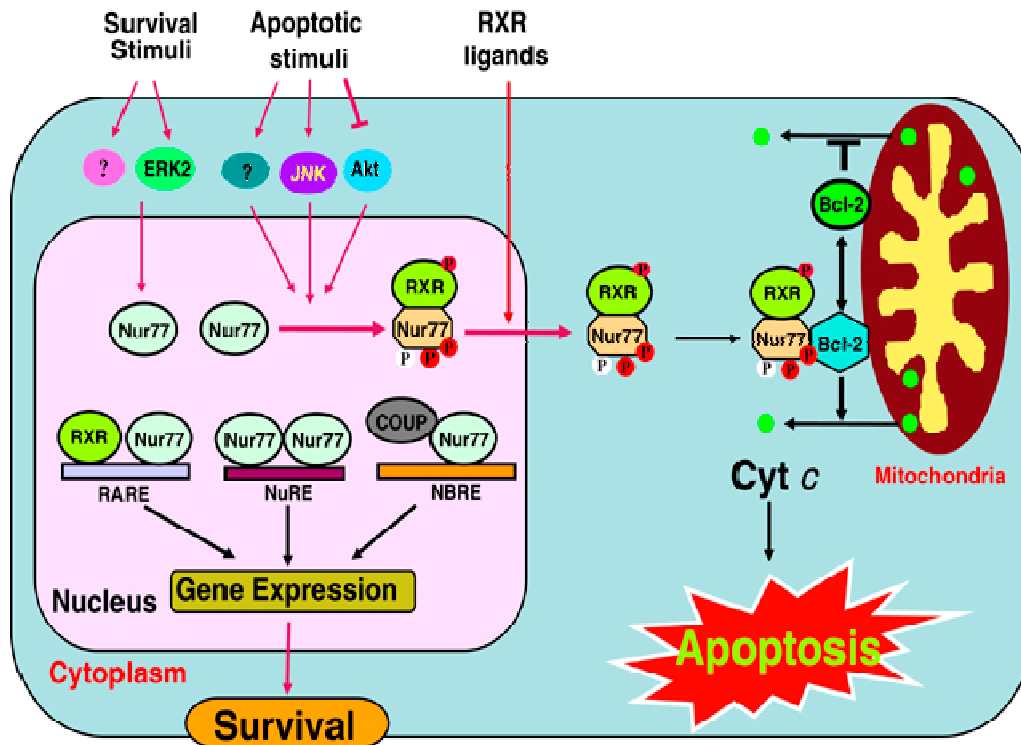 Survival
Stimuli
Apoptotic
stimuli
RXR
ligands
?
ERK2
?
JNK
Akt
Bcl-2
RXR
P
Nur77
Nur77
Nur77
P
P
P
RXR
P
Nur77
P
P
P
RXR
P
Nur77
P
P
P
Bcl-2
RXR
Nur77
RARE
Nur77
Nur77
NuRE
COUP
Nur77
NBRE
Cyt c
Mitochondria
Gene Expression
Nucleus
Cytoplasm
Survival
Apoptosis